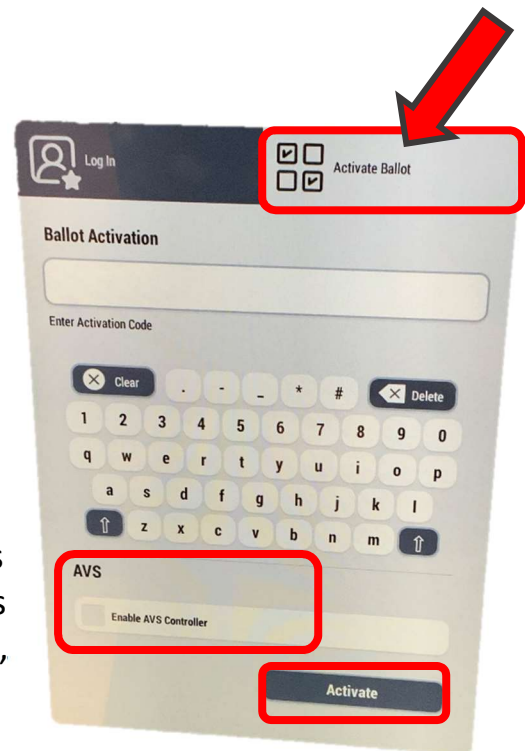 Log In
Activate Ballot
Ballot Activation
Enter Activation Code
Clear . - _ * # Delete
1 2 3 4 5 6 7 8 9 0
q w e r t y u i o p
a s d f g h j k l
z x c v b n m
s
AVS
s
Enable AVS Controller
,
Activate